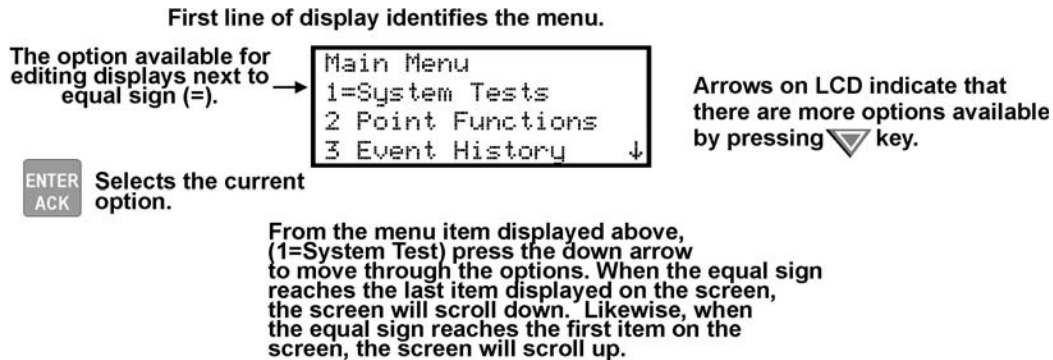 First line of display identifies the menu.
The option available for
editing displays next to
equal sign (=).
Main Menu
1=System Tests
2 Point Functions
3 Event History ↓
Arrows on LCD indicate that
there are more options available
by pressing key.
ENTER
ACK
Selects the current
option.
From the menu item displayed above,
(1=System Test) press the down arrow
to move through the options. When the equal sign
reaches the last item displayed on the screen,
the screen will scroll down. Likewise, when
the equal sign reaches the first item on the
screen, the screen will scroll up.